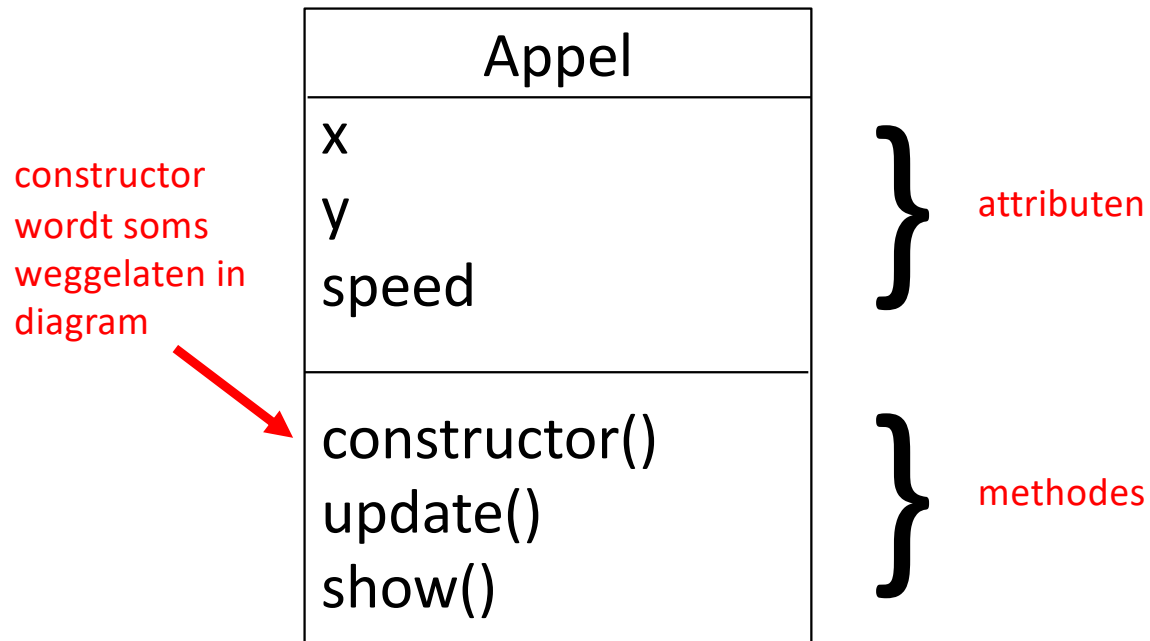 Appel
x
y
speed
constructor
wordt soms
weggelaten in
diagram
attributen
constructor()
update()
show()
methodes